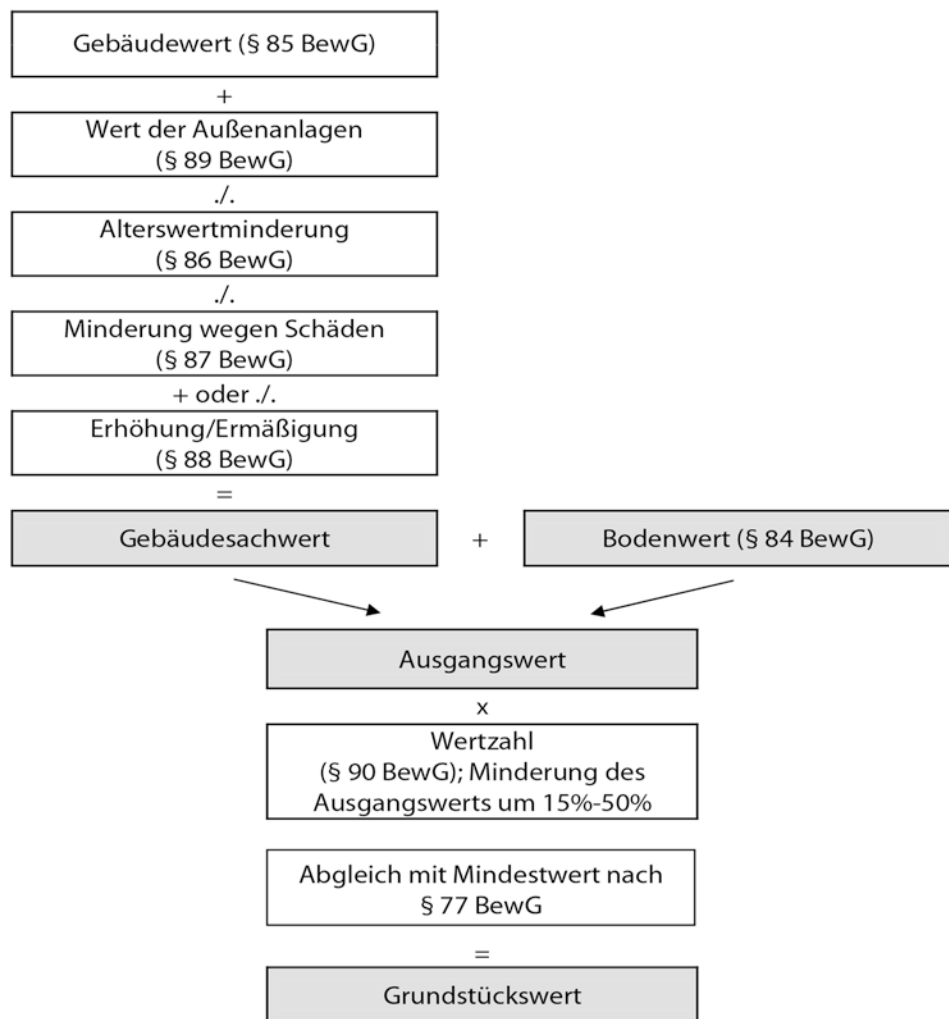 Gebäudewert (§ 85 BewG)
+
Wert der Außenanlagen
(§ 89 BewG)
./.
Alterswertminderung
(§ 86 BewG)
./.
Minderung wegen Schäden
(§ 87 BewG)
+ oder ./.
Erhöhung/Ermäßigung
(§ 88 BewG)
=
Gebäudesachwert + Bodenwert (§ 84 BewG)
Ausgangswert
x
Wertzahl
(§ 90 BewG); Minderung des
Ausgangswerts um 15%-50%
Abgleich mit Mindestwert nach
§ 77 BewG
=
Grundstückswert